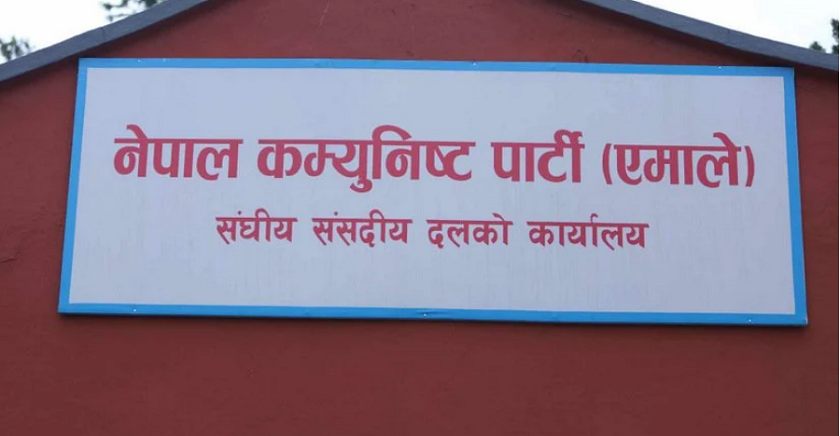 नेपाल कम्युनिष्ट पार्टी (एमाले)
संघीय संसदीय दलको कार्यालय